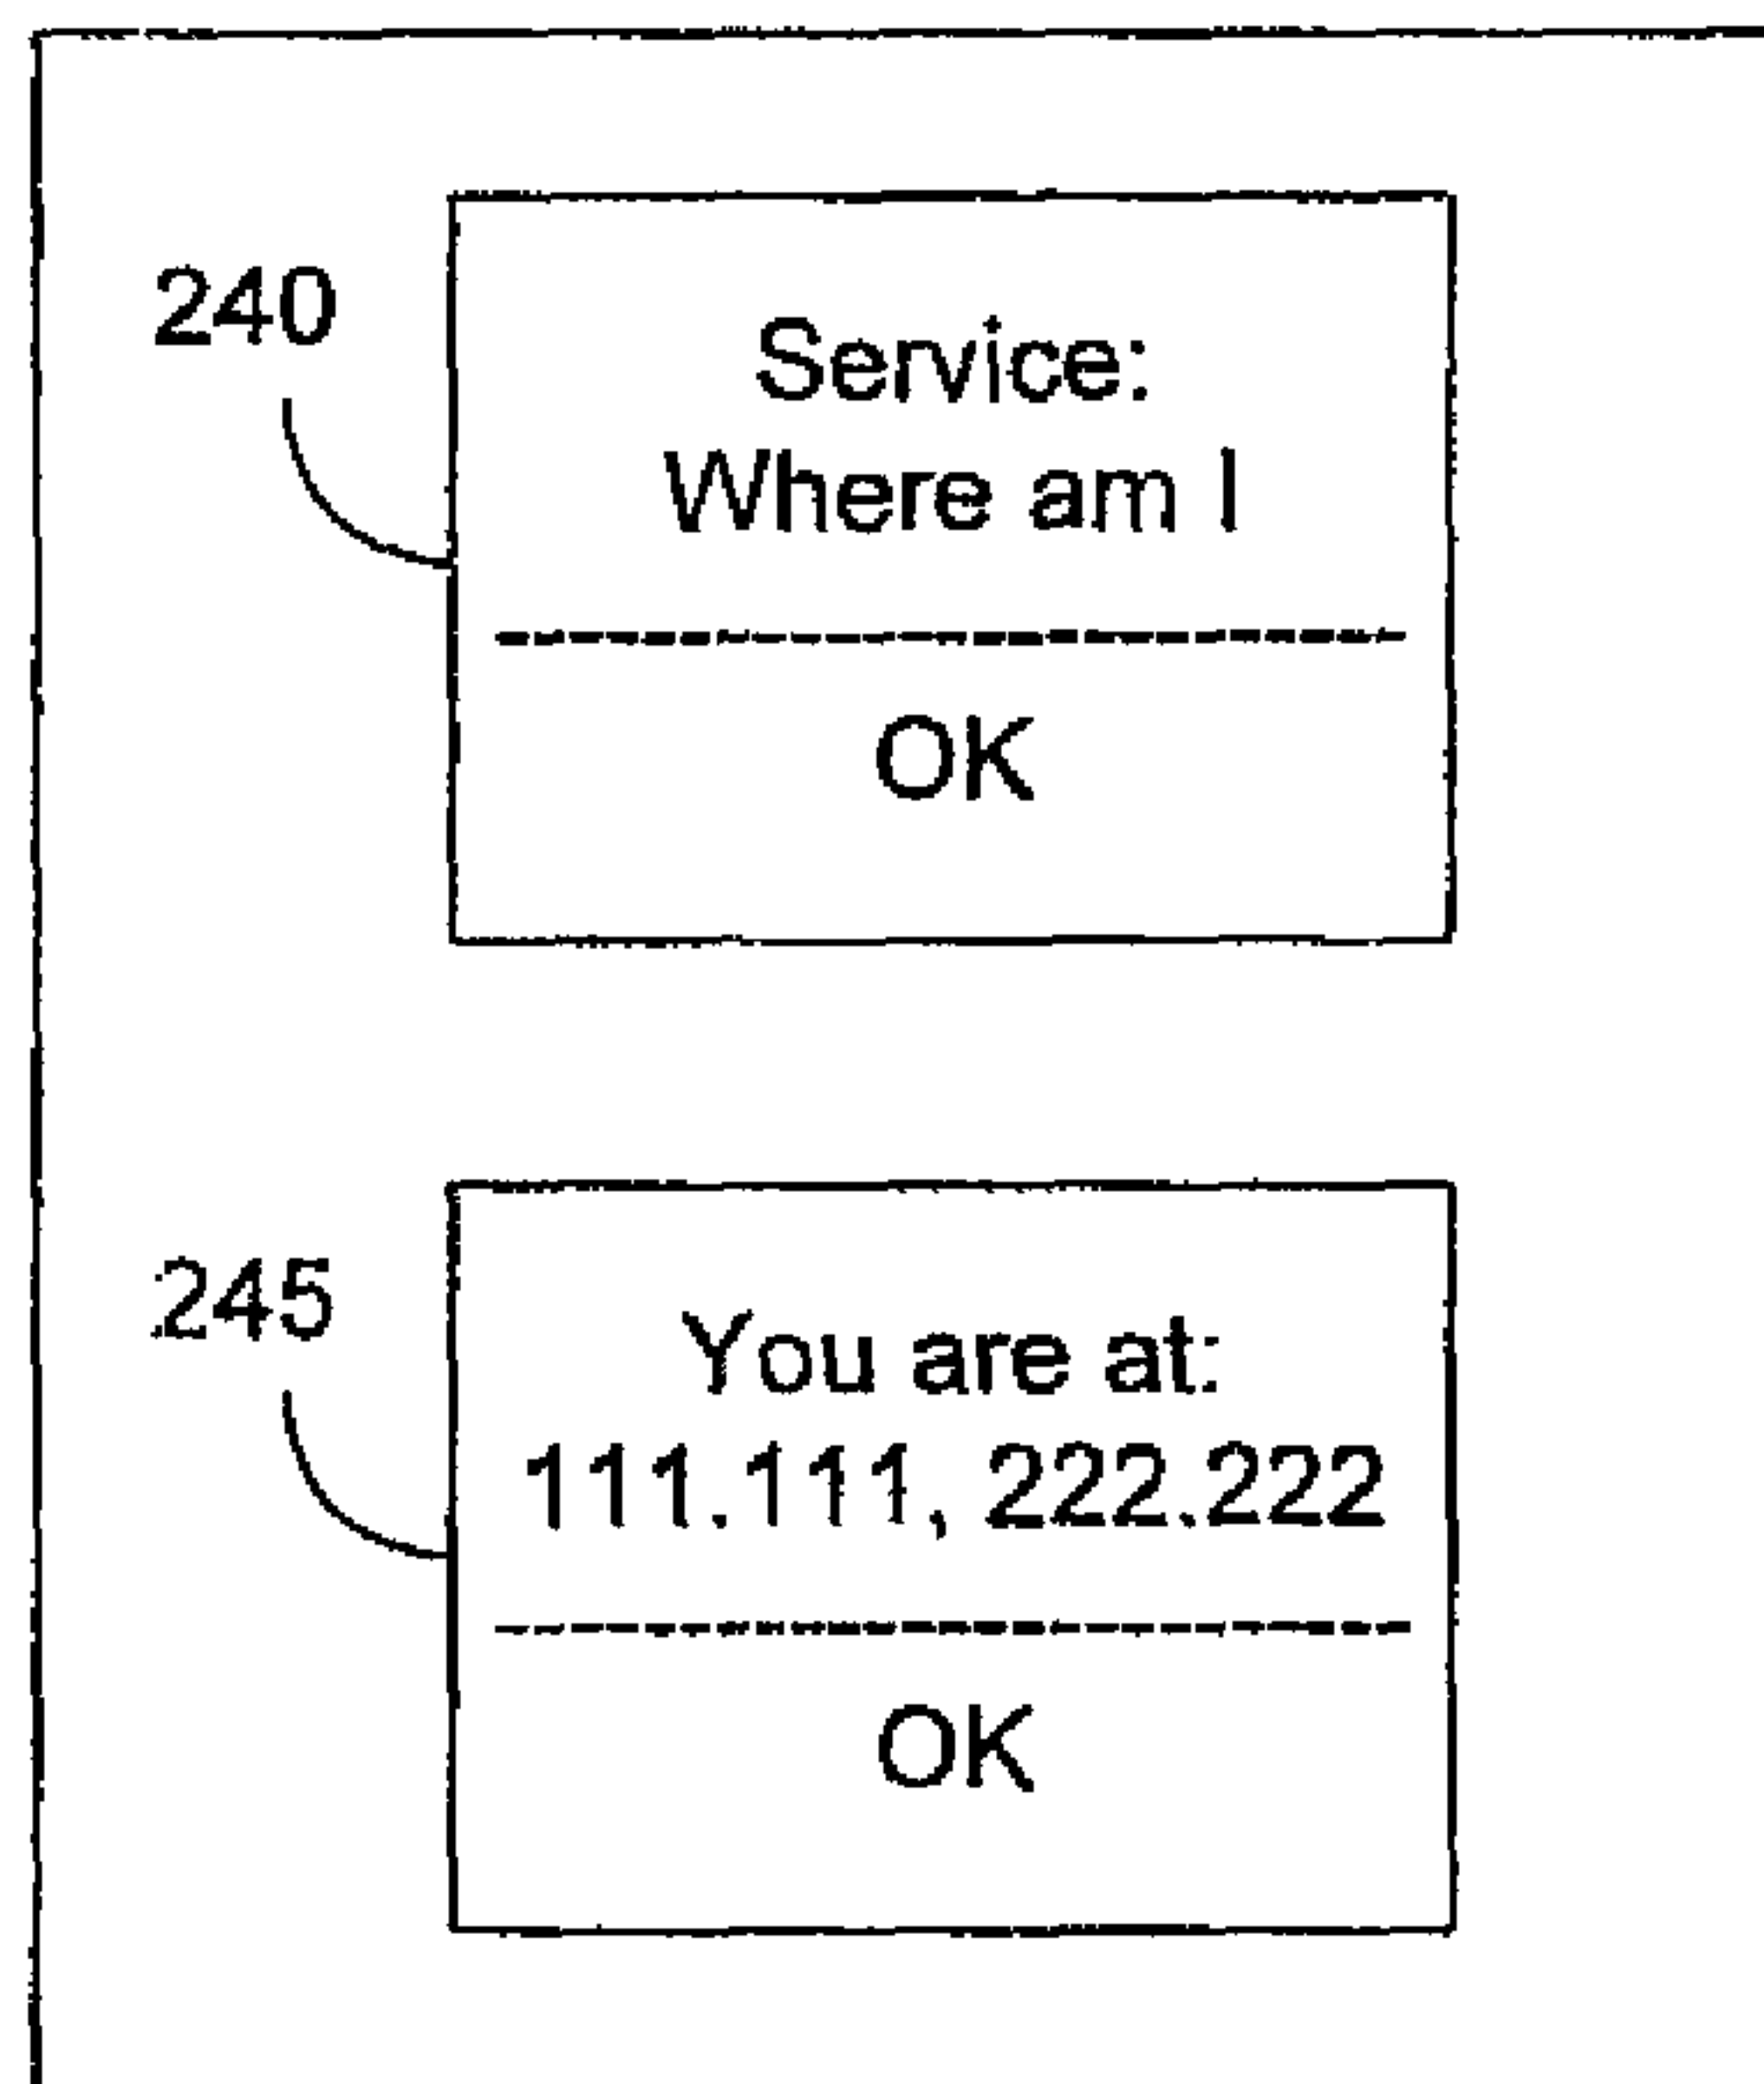 240
Service:
Where am I
OK
245
You are at:
111.111, 222.222
OK